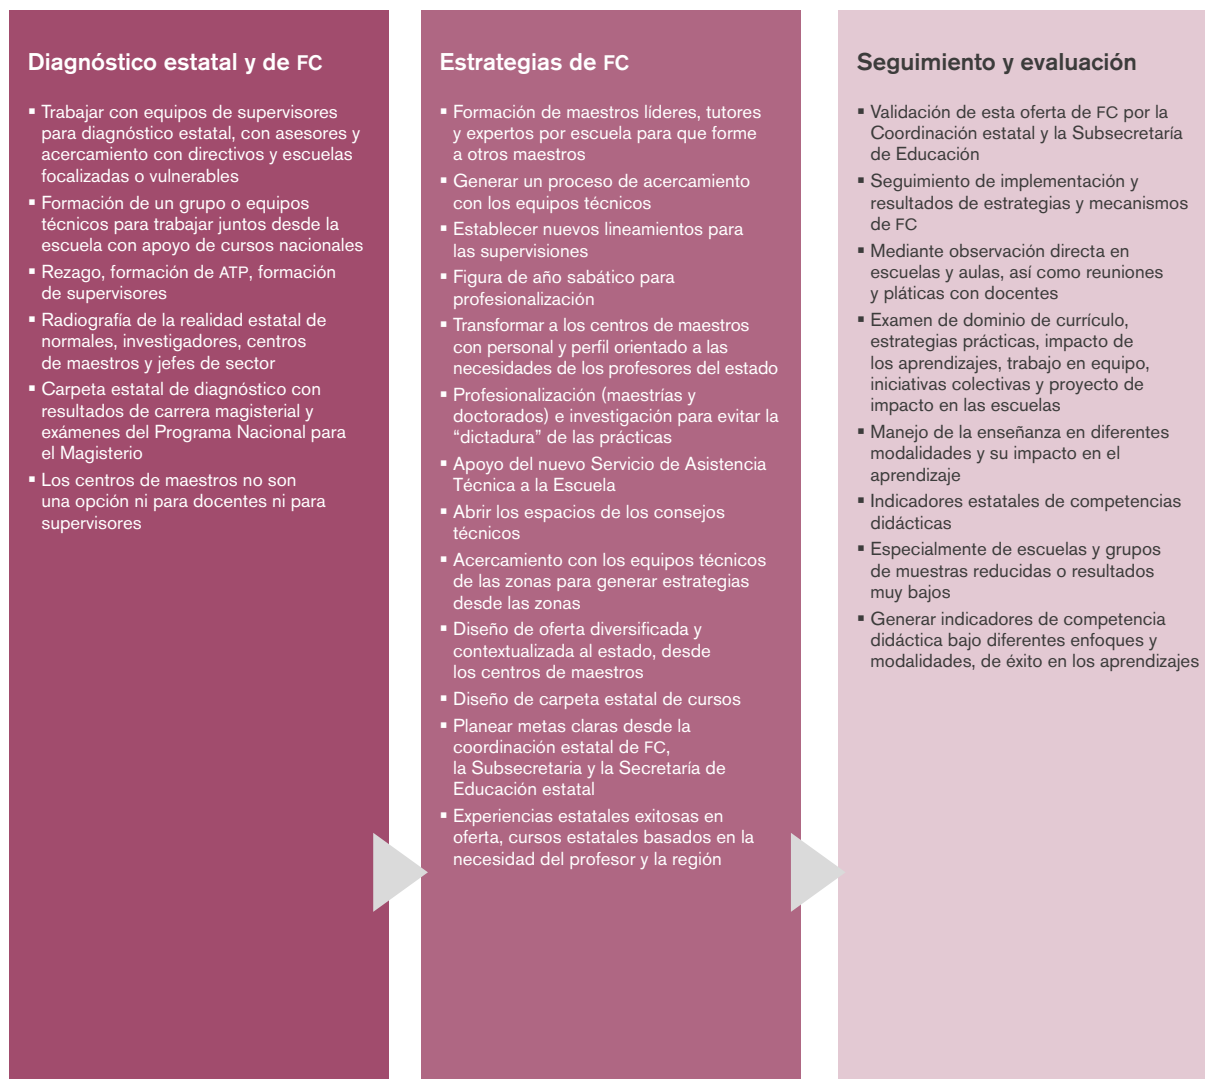 Diagnóstico estatal y de FC
▪ Trabajar con equipos de supervisores
para diagnóstico estatal, con asesores y
acercamiento con directivos y escuelas
focalizadas o vulnerables
▪ Formación de un grupo o equipos
técnicos para trabajar juntos desde la
escuela con apoyo de cursos nacionales
▪ Rezago, formación de ATP, formación
de supervisores
▪ Radiografía de la realidad estatal de
normales, investigadores, centros
de maestros y jefes de sector
▪ Carpeta estatal de diagnóstico con
resultados de carrera magisterial y
exámenes del Programa Nacional para
el Magisterio
▪ Los centros de maestros no son
una opción ni para docentes ni para
supervisores
Estrategias de FC
▪ Formación de maestros líderes, tutores
y expertos por escuela para que forme
a otros maestros
▪ Generar un proceso de acercamiento
con los equipos técnicos
▪ Establecer nuevos lineamientos para
las supervisiones
▪ Figura de año sabático para
profesionalización
▪ Transformar a los centros de maestros
con personal y perfil orientado a las
necesidades de los profesores del estado
▪ Profesionalización (maestrías y
doctorados) e investigación para evitar la
“dictadura” de las prácticas
▪ Apoyo del nuevo Servicio de Asistencia
Técnica a la Escuela
▪ Abrir los espacios de los consejos
técnicos
▪ Acercamiento con los equipos técnicos
de las zonas para generar estrategias
desde las zonas
▪ Diseño de oferta diversificada y
contextualizada al estado, desde
los centros de maestros
▪ Diseño de carpeta estatal de cursos
▪ Planear metas claras desde la
coordinación estatal de FC,
la Subsecretaria y la Secretaría de
Educación estatal
▪ Experiencias estatales exitosas en
oferta, cursos estatales basados en la
necesidad del profesor y la región
Seguimiento y evaluación
▪ Validación de esta oferta de FC por la
Coordinación estatal y la Subsecretaría
de Educación
▪ Seguimiento de implementación y
resultados de estrategias y mecanismos
de FC
▪ Mediante observación directa en
escuelas y aulas, así como reuniones
y pláticas con docentes
▪ Examen de dominio de currículo,
estrategias prácticas, impacto de
los aprendizajes, trabajo en equipo,
iniciativas colectivas y proyecto de
impacto en las escuelas
▪ Manejo de la enseñanza en diferentes
modalidades y su impacto en el
aprendizaje
▪ Indicadores estatales de competencias
didácticas
▪ Especialmente de escuelas y grupos
de muestras reducidas o resultados
muy bajos
▪ Generar indicadores de competencia
didáctica bajo diferentes enfoques y
modalidades, de éxito en los aprendizajes